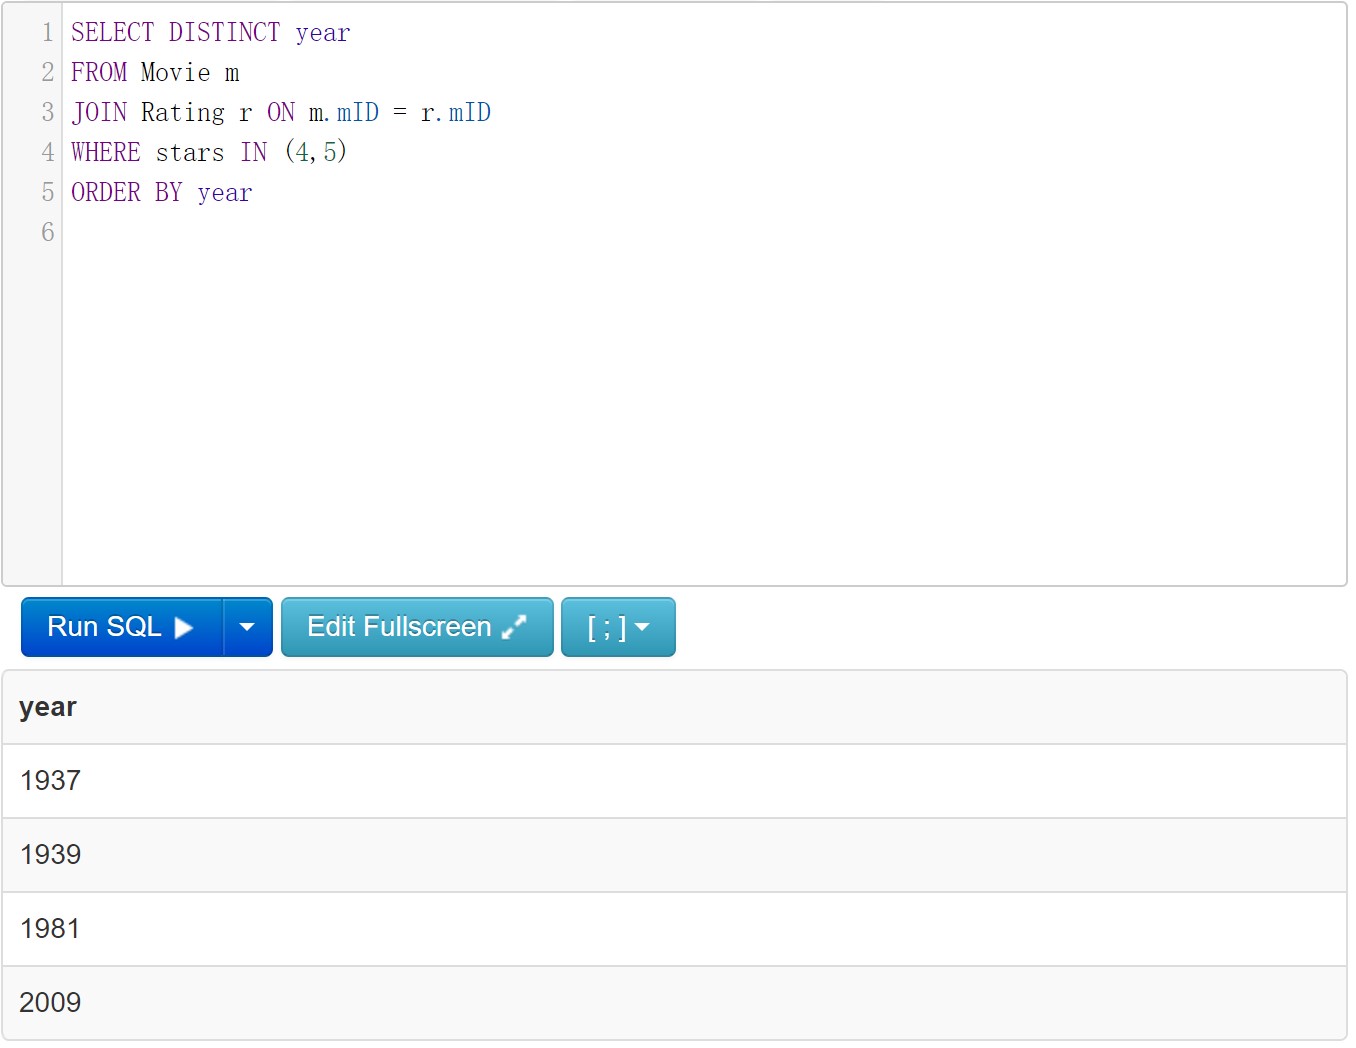 1 SELECT DISTINCT year
2 FROM Movie m
3 JOIN Rating r ON m.mID = r.mID
4 WHERE stars IN (4,5)
5 ORDER BY year
6
Run SQL Edit Fullscreen [ ; ]
year
1937
1939
1981
2009